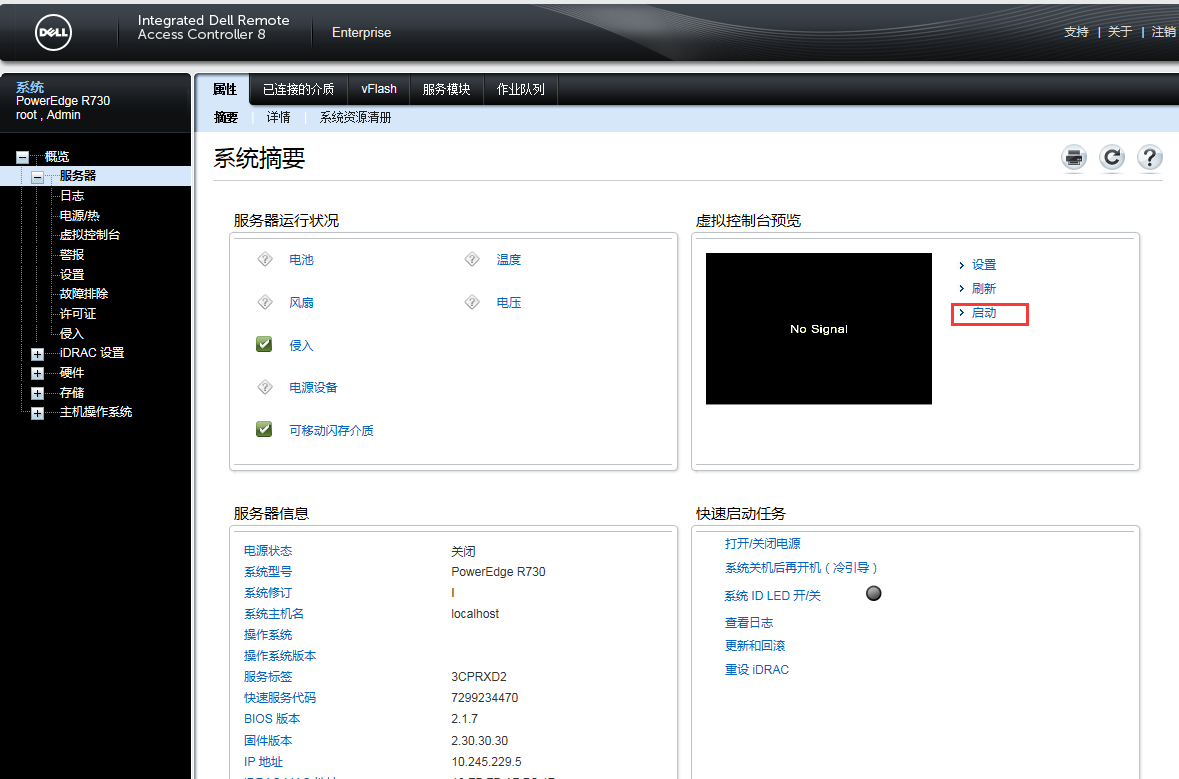 DELL
Integrated Dell Remote
Access Controller 8
Enterprise
支持 | 关于 | 注销
系统
PowerEdge R730
root , Admin
属性 已连接的介质 vFlash 服务模块 作业队列
摘要 详情 系统资源清册
概览
服务器
日志
电源/热
虚拟控制台
警报
设置
故障排除
许可证
侵入
iDRAC 设置
硬件
存储
主机操作系统
系统摘要
服务器运行状况
电池 温度
风扇 电压
侵入
电源设备
可移动闪存介质
虚拟控制台预览
No Signal
设置
刷新
启动
服务器信息
电源状态 关闭
系统型号 PowerEdge R730
系统修订 I
系统主机名 localhost
操作系统
操作系统版本
服务标签 3CPRXD2
快速服务代码 7299234470
BIOS 版本 2.1.7
固件版本 2.30.30.30
IP 地址 10.245.229.5
快速启动任务
打开/关闭电源
系统关机后再开机（冷引导）
系统 ID LED 开/关
查看日志
更新和回滚
重设 iDRAC